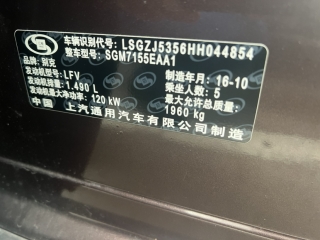 车辆识别代号: LSGZJ5356HH044854
整车型号: SGM7155EAA1
品牌: 别克
制造年月: 16-10
发动机型号: LFV
乘坐人数: 5
发动机排量: 1.490 L
最大允许总质量:
发动机最大净功率: 120 kW
1960 kg
中国 上汽通用汽车有限公司制造